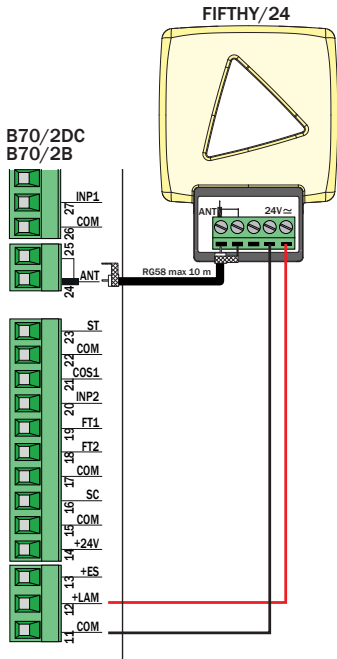 FIFTHY/24
B70/2DC
B70/2B
ANT 24V≂
27 INP1
26 COM
25
24 ANT
RG58 max 10 m
23 ST
22 COM
21 COS1
20 INP2
19 FT1
18 FT2
17 COM
16 SC
15 COM
14 +24V
13 +ES
12 +LAM
11 COM